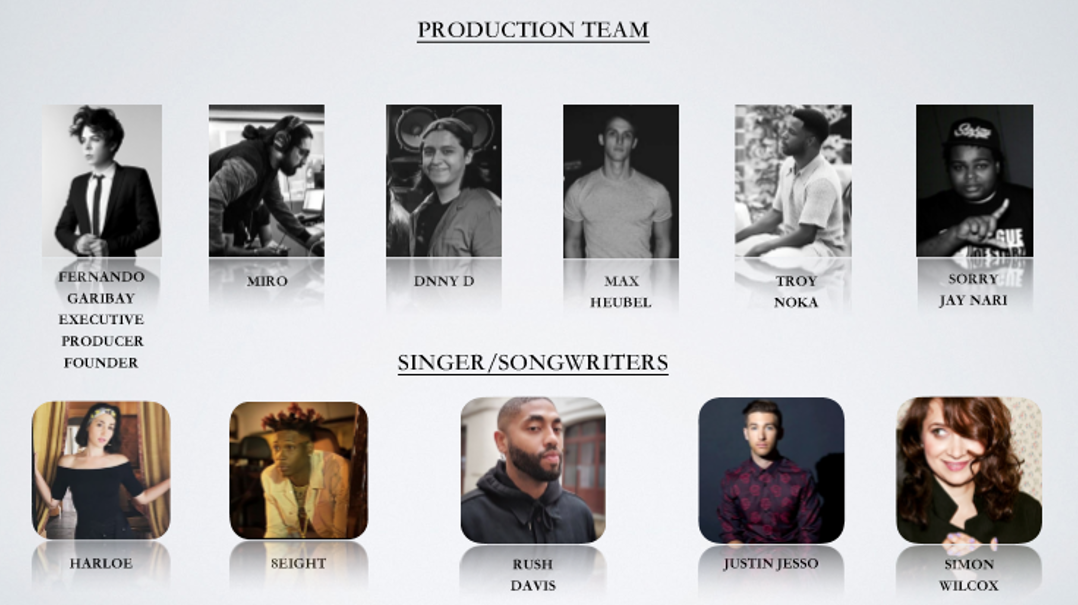 PRODUCTION TEAM
FERNANDO
GARIBAY
EXECUTIVE
PRODUCER
FOUNDER
MIRO
DNNY D
MAX
HEUBEL
TROY
NOKA
SORRY
JAY NARI
SINGER/SONGWRITERS
HARLOE
8EIGHT
RUSH
DAVIS
JUSTIN JESSO
SIMON
WILCOX